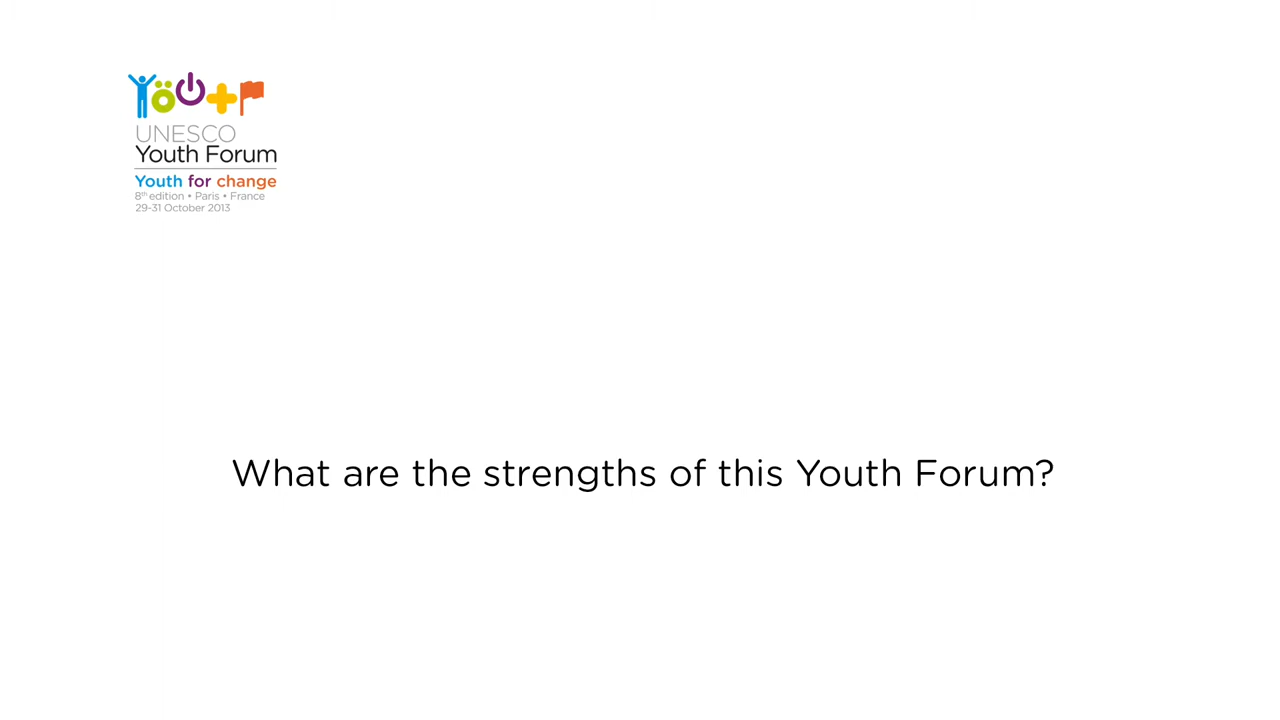 UNESCO
Youth Forum
Youth for change
8th edition • Paris • France
29-31 October 2013
What are the strengths of this Youth Forum?